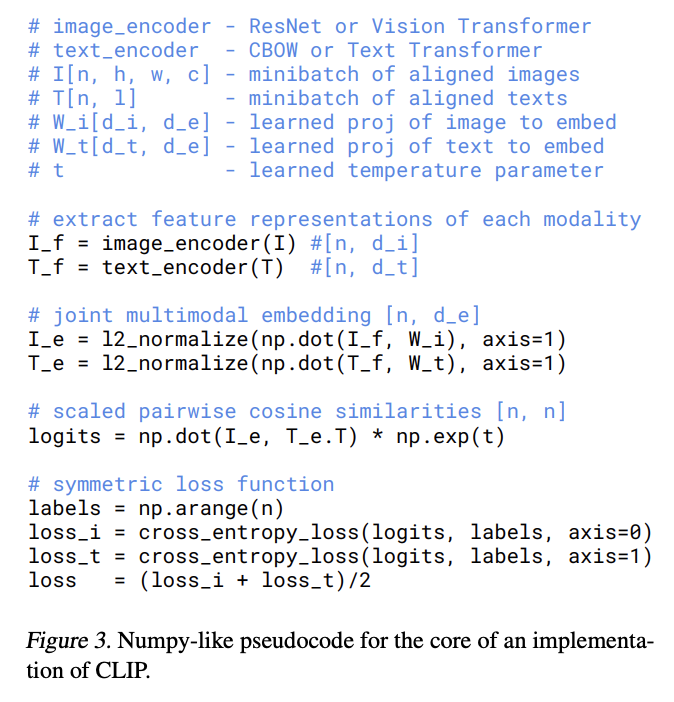 # image_encoder - ResNet or Vision Transformer
# text_encoder  - CBOW or Text Transformer
# I[n, h, w, c] - minibatch of aligned images
# T[n, l]       - minibatch of aligned texts
# W_i[d_i, d_e] - learned proj of image to embed
# W_t[d_t, d_e] - learned proj of text to embed
# t             - learned temperature parameter

# extract feature representations of each modality
I_f = image_encoder(I) #[n, d_i]
T_f = text_encoder(T)  #[n, d_t]

# joint multimodal embedding [n, d_e]
I_e = l2_normalize(np.dot(I_f, W_i), axis=1)
T_e = l2_normalize(np.dot(T_f, W_t), axis=1)

# scaled pairwise cosine similarities [n, n]
logits = np.dot(I_e, T_e.T) * np.exp(t)

# symmetric loss function
labels = np.arange(n)
loss_i = cross_entropy_loss(logits, labels, axis=0)
loss_t = cross_entropy_loss(logits, labels, axis=1)
loss   = (loss_i + loss_t)/2

Figure 3. Numpy-like pseudocode for the core of an implementa-
tion of CLIP.